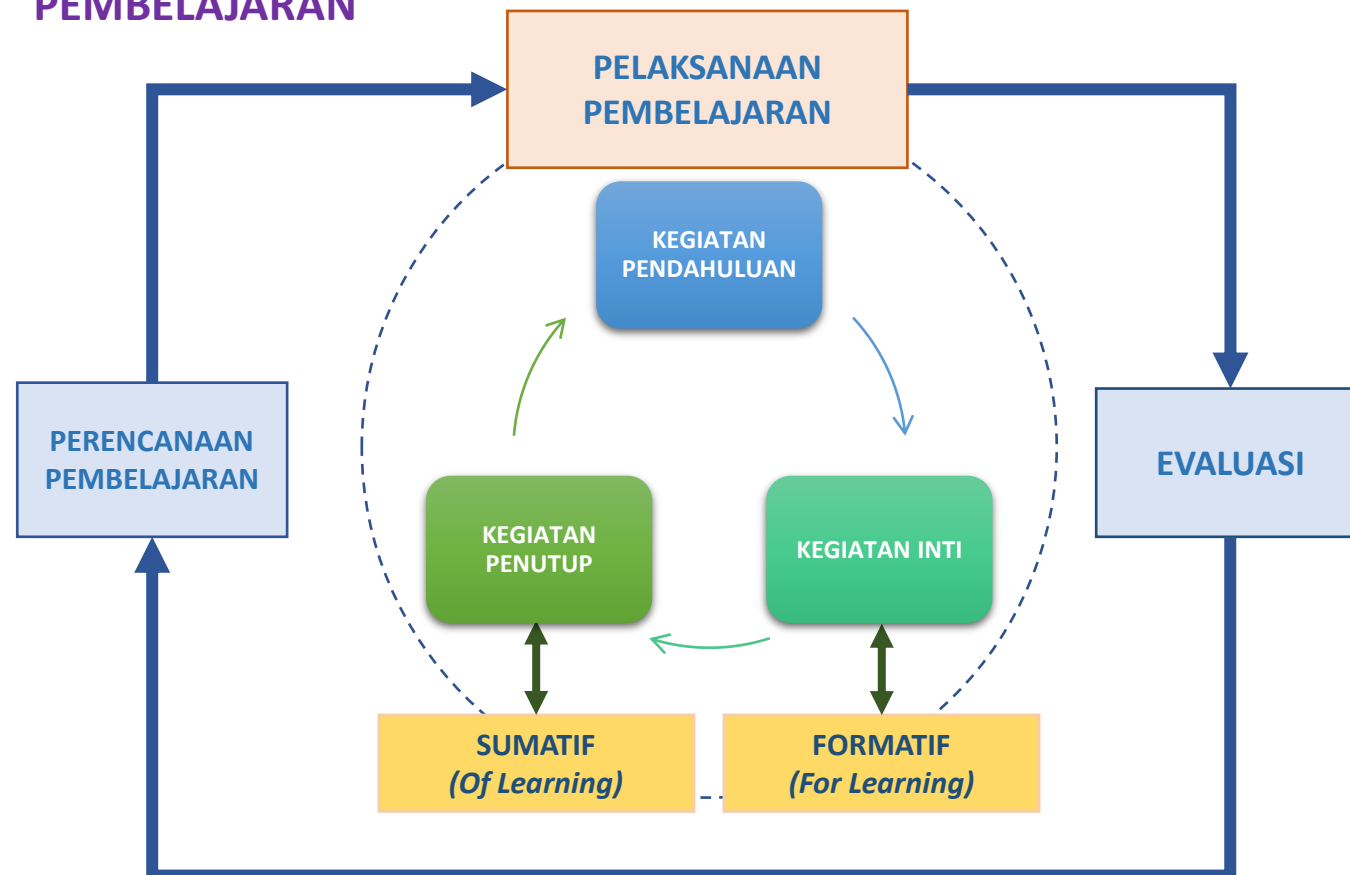 PEMBELAJARAN
PELAKSANAAN
PEMBELAJARAN
KEGIATAN
PENDAHULUAN
PERENCANAAN
PEMBELAJARAN
EVALUASI
KEGIATAN
PENUTUP
KEGIATAN INTI
SUMATIF
(Of Learning)
FORMATIF
(For Learning)